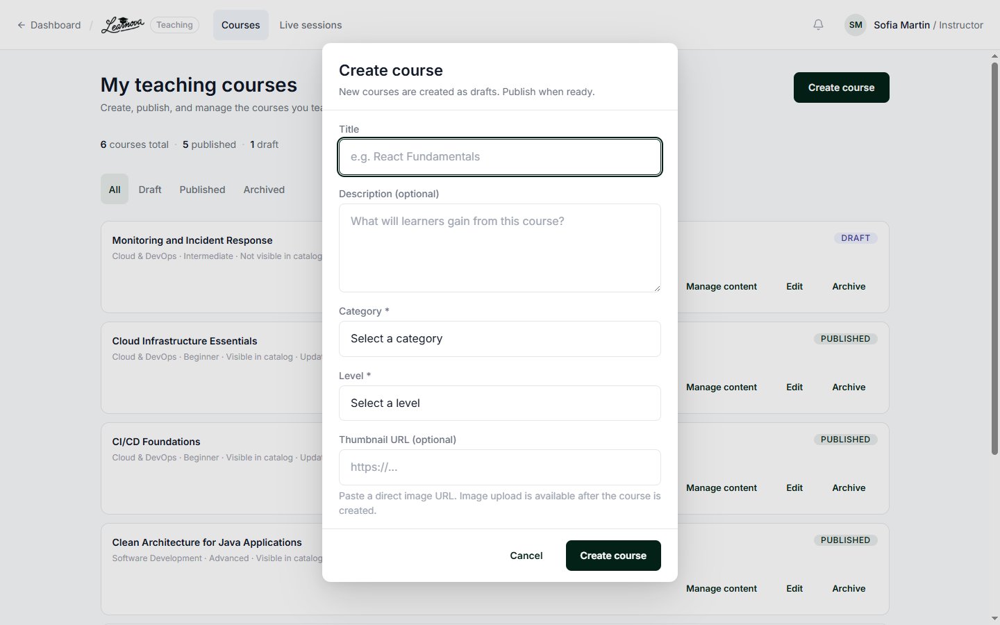 Dashboard / Learnova Teaching Courses Live sessions SM Sofia Martin / Instructor
My teaching courses
Create, publish, and manage the courses you tea
Create course
6 courses total · 5 published · 1 draft
All Draft Published Archived
Monitoring and Incident Response
Cloud & DevOps · Intermediate · Not visible in catalog
DRAFT
Manage content Edit Archive
Cloud Infrastructure Essentials
Cloud & DevOps · Beginner · Visible in catalog · Updat
PUBLISHED
Manage content Edit Archive
CI/CD Foundations
Cloud & DevOps · Beginner · Visible in catalog · Updat
PUBLISHED
Manage content Edit Archive
Clean Architecture for Java Applications
Software Development · Advanced · Visible in catalog
PUBLISHED
Manage content Edit Archive
Create course
New courses are created as drafts. Publish when ready.
Title
e.g. React Fundamentals
Description (optional)
What will learners gain from this course?
Category *
Select a category
Level *
Select a level
Thumbnail URL (optional)
https://...
Paste a direct image URL. Image upload is available after the course is
created.
Cancel Create course